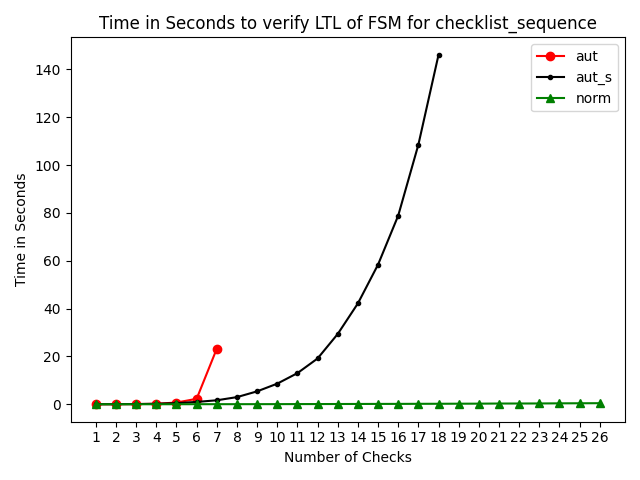 Time in Seconds to verify LTL of FSM for checklist_sequence
aut
aut_s
norm
140
120
100
80
60
40
20
0
Time in Seconds
1 2 3 4 5 6 7 8 9 10 11 12 13 14 15 16 17 18 19 20 21 22 23 24 25 26
Number of Checks